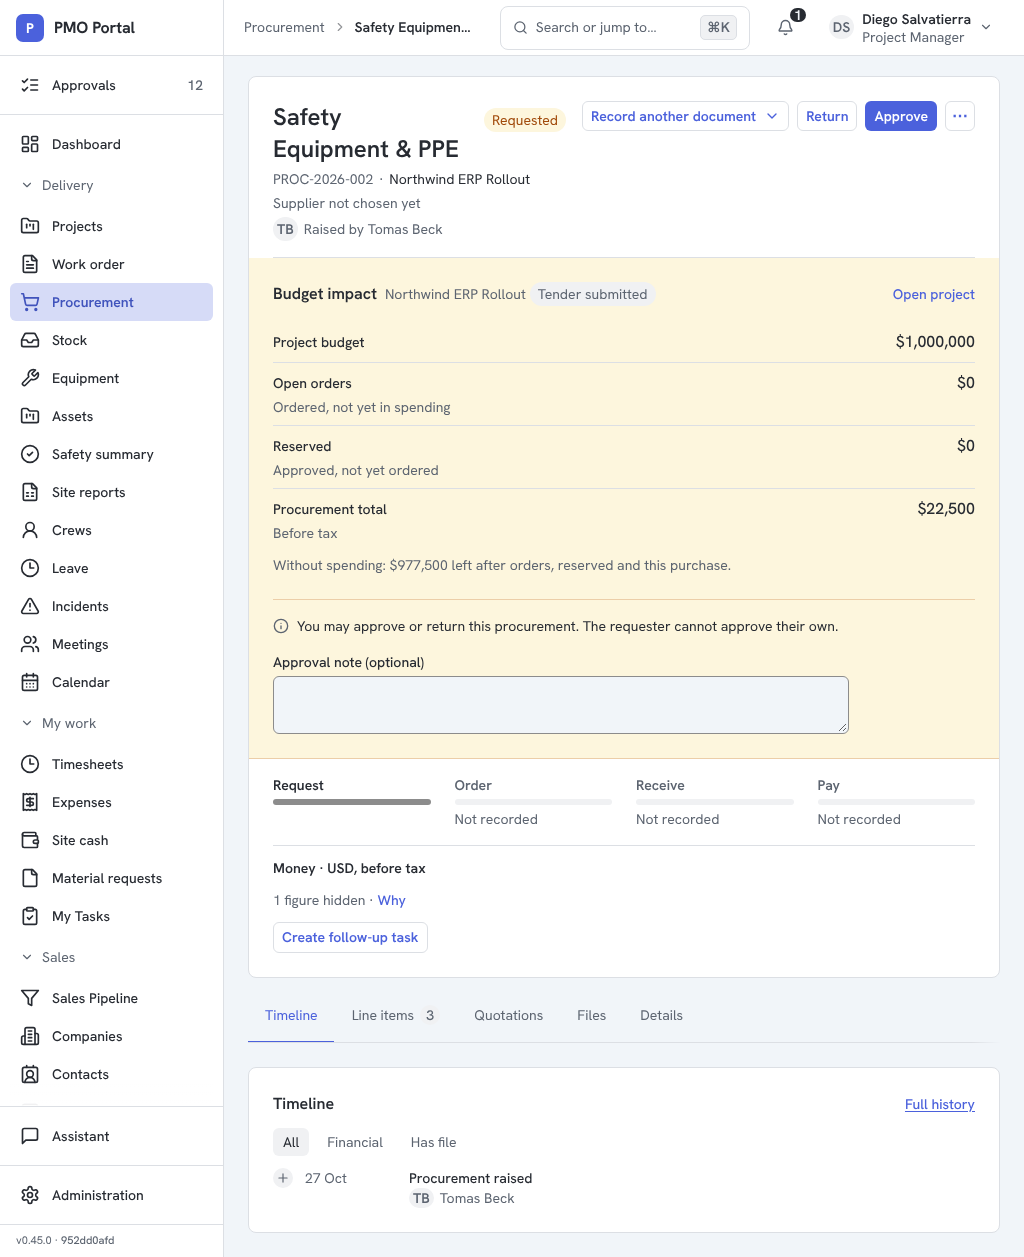 P PMO Portal
Procurement > Safety Equipmen...
Search or jump to... ⌘K
1
DS Diego Salvatierra
Project Manager
Approvals 12
Dashboard
Delivery
Projects
Work order
Procurement
Stock
Equipment
Assets
Safety summary
Site reports
Crews
Leave
Incidents
Meetings
Calendar
My work
Timesheets
Expenses
Site cash
Material requests
My Tasks
Sales
Sales Pipeline
Companies
Contacts
Assistant
Administration
v0.45.0 · 952dd0afd
Safety
Equipment & PPE
Requested
Record another document
Return
Approve
PROC-2026-002 · Northwind ERP Rollout
Supplier not chosen yet
TB Raised by Tomas Beck
Budget impact Northwind ERP Rollout Tender submitted Open project
Project budget $1,000,000
Open orders $0
Ordered, not yet in spending
Reserved $0
Approved, not yet ordered
Procurement total $22,500
Before tax
Without spending: $977,500 left after orders, reserved and this purchase.
You may approve or return this procurement. The requester cannot approve their own.
Approval note (optional)
Request Order Receive Pay
Not recorded Not recorded Not recorded
Money · USD, before tax
1 figure hidden · Why
Create follow-up task
Timeline Line items 3 Quotations Files Details
Timeline Full history
All Financial Has file
27 Oct Procurement raised
TB Tomas Beck